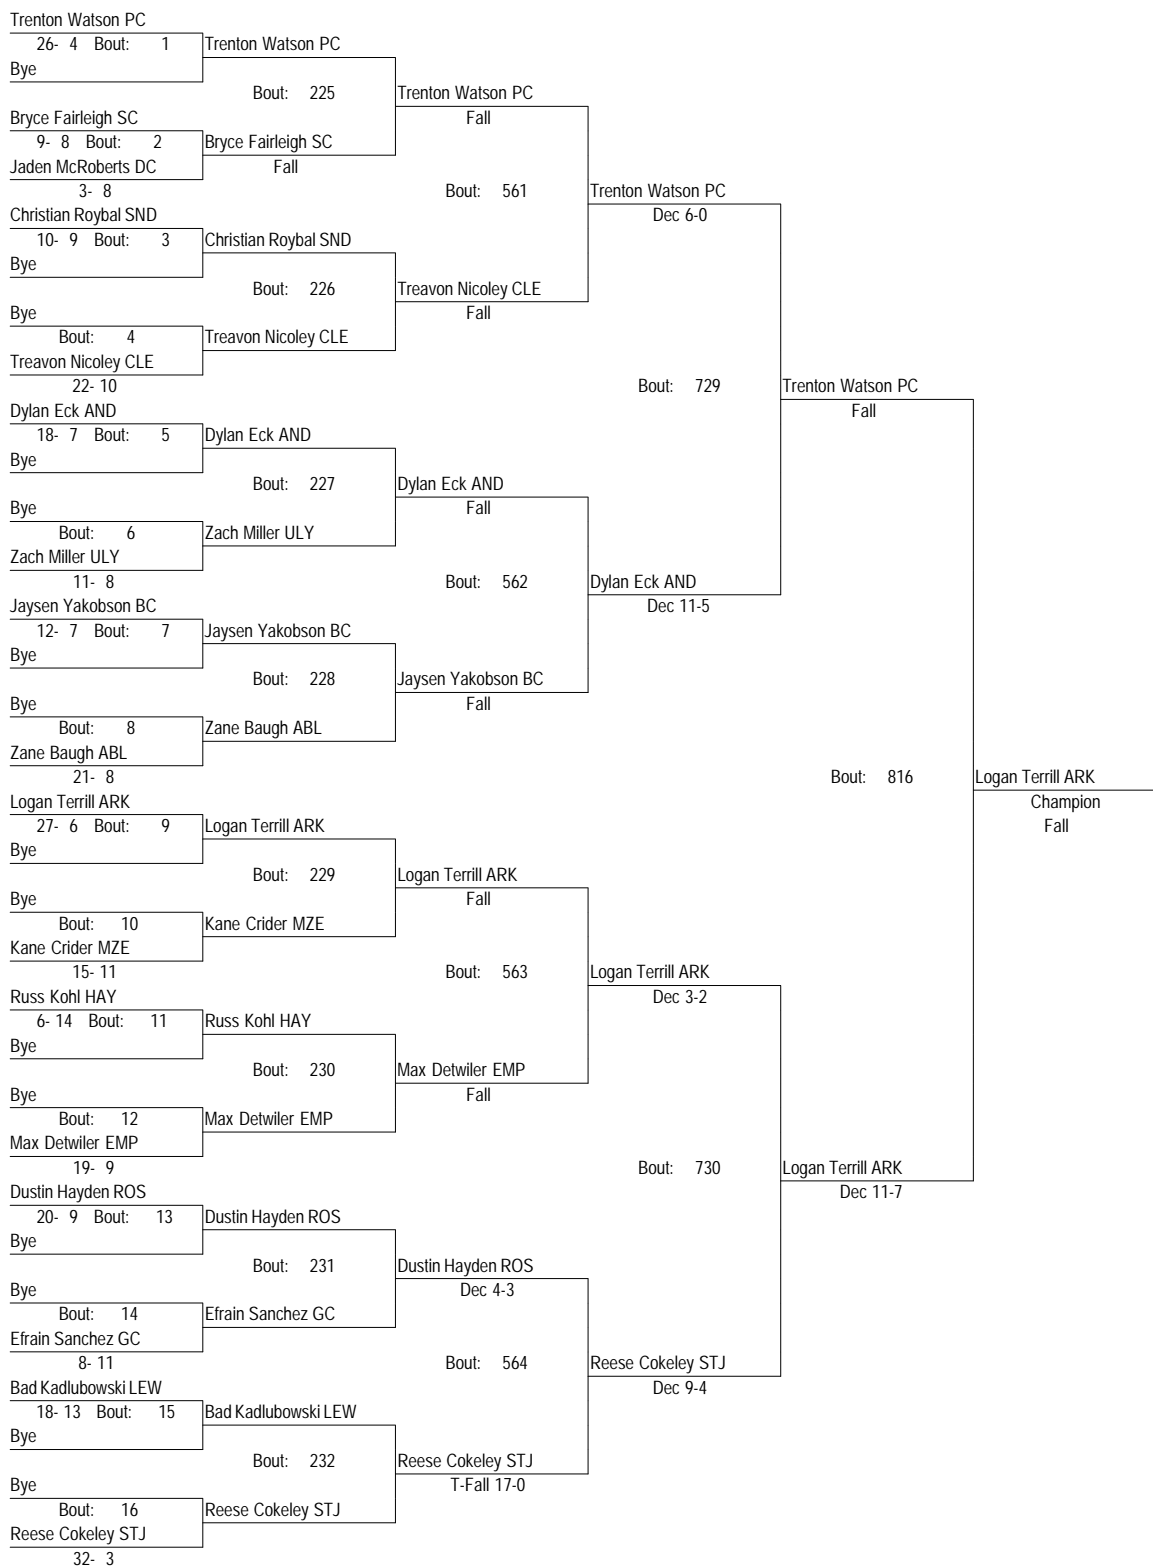 Trenton Watson PC
26- 4 Bout: 1
Trenton Watson PC
Bye
Bout: 225
Trenton Watson PC
Fall
Bryce Fairleigh SC
9- 8 Bout: 2
Bryce Fairleigh SC
Fall
Jaden McRoberts DC
3- 8
Bout: 561
Trenton Watson PC
Dec 6-0
Christian Roybal SND
10- 9 Bout: 3
Christian Roybal SND
Bye
Bout: 226
Treavon Nicoley CLE
Fall
Bye
Bout: 4
Treavon Nicoley CLE
Treavon Nicoley CLE
22- 10
Bout: 729
Trenton Watson PC
Fall
Dylan Eck AND
18- 7 Bout: 5
Dylan Eck AND
Bye
Bout: 227
Dylan Eck AND
Fall
Bye
Bout: 6
Zach Miller ULY
Zach Miller ULY
11- 8
Bout: 562
Dylan Eck AND
Dec 11-5
Jaysen Yakobson BC
12- 7 Bout: 7
Jaysen Yakobson BC
Bye
Bout: 228
Jaysen Yakobson BC
Fall
Bye
Bout: 8
Zane Baugh ABL
Zane Baugh ABL
21- 8
Bout: 816
Logan Terrill ARK
Champion
Fall
Logan Terrill ARK
27- 6 Bout: 9
Logan Terrill ARK
Bye
Bout: 229
Logan Terrill ARK
Fall
Bye
Bout: 10
Kane Crider MZE
Kane Crider MZE
15- 11
Bout: 563
Logan Terrill ARK
Dec 3-2
Russ Kohl HAY
6- 14 Bout: 11
Russ Kohl HAY
Bye
Bout: 230
Max Detwiler EMP
Fall
Bye
Bout: 12
Max Detwiler EMP
Max Detwiler EMP
19- 9
Bout: 730
Logan Terrill ARK
Dec 11-7
Dustin Hayden ROS
20- 9 Bout: 13
Dustin Hayden ROS
Bye
Bout: 231
Dustin Hayden ROS
Dec 4-3
Bye
Bout: 14
Efrain Sanchez GC
Efrain Sanchez GC
8- 11
Bout: 564
Reese Cokeley STJ
Dec 9-4
Bad Kadlubowski LEW
18- 13 Bout: 15
Bad Kadlubowski LEW
Bye
Bout: 232
Reese Cokeley STJ
T-Fall 17-0
Bye
Bout: 16
Reese Cokeley STJ
Reese Cokeley STJ
32- 3